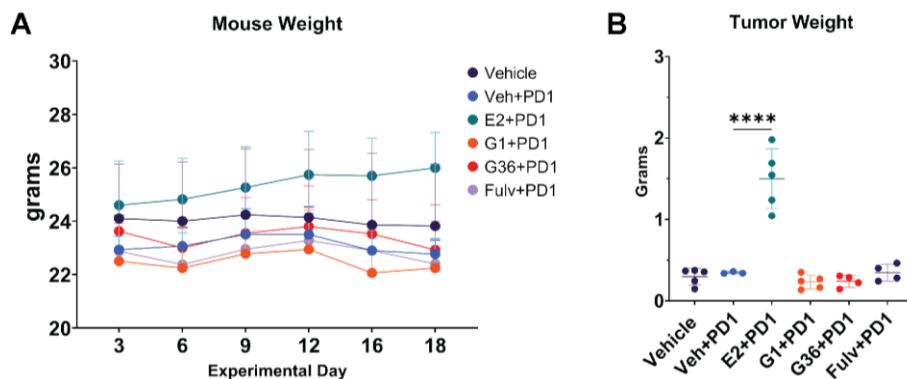 A
Mouse Weight
grams
30
28
26
24
22
20
3 6 9 12 16 18
Experimental Day
Vehicle
Veh+PD1
E2+PD1
G1+PD1
G36+PD1
Fulv+PD1
B
Tumor Weight
Grams
3
2
1
0
****
Vehicle
Veh+PD1
E2+PD1
G1+PD1
G36+PD1
Fulv+PD1